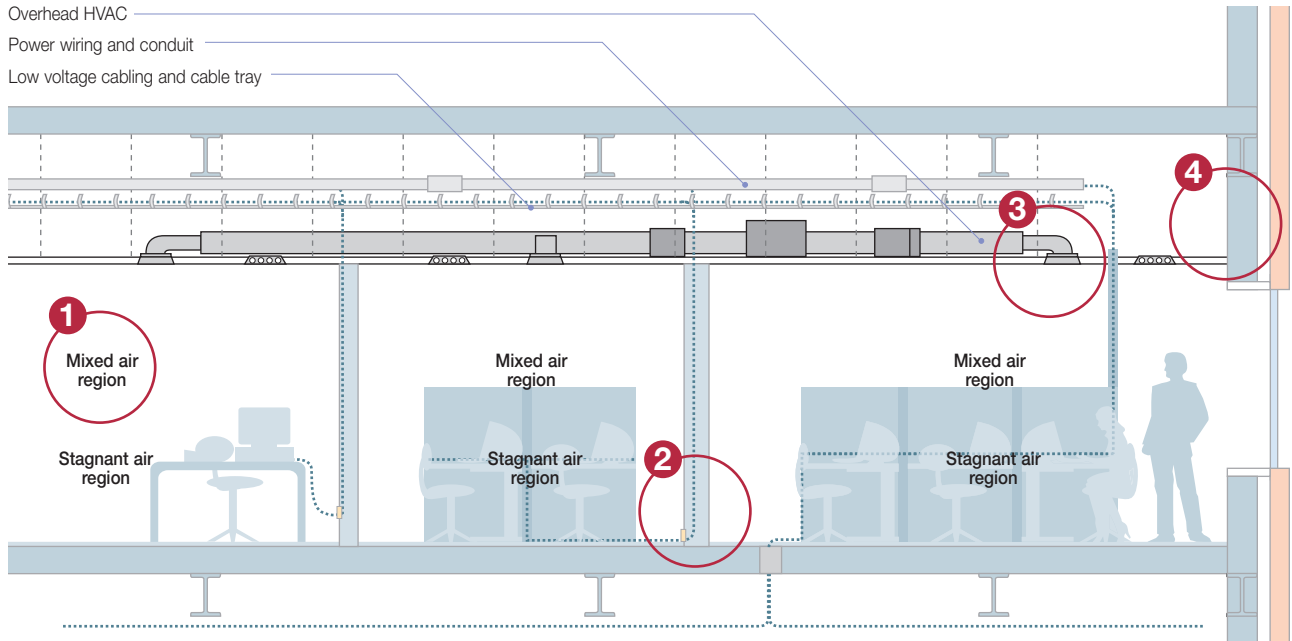 Overhead HVAC
Power wiring and conduit
Low voltage cabling and cable tray
4
3
1
Mixed air
region
Mixed air
region
Mixed air
region
Stagnant air
region
2
Stagnant air
region
Stagnant air
region